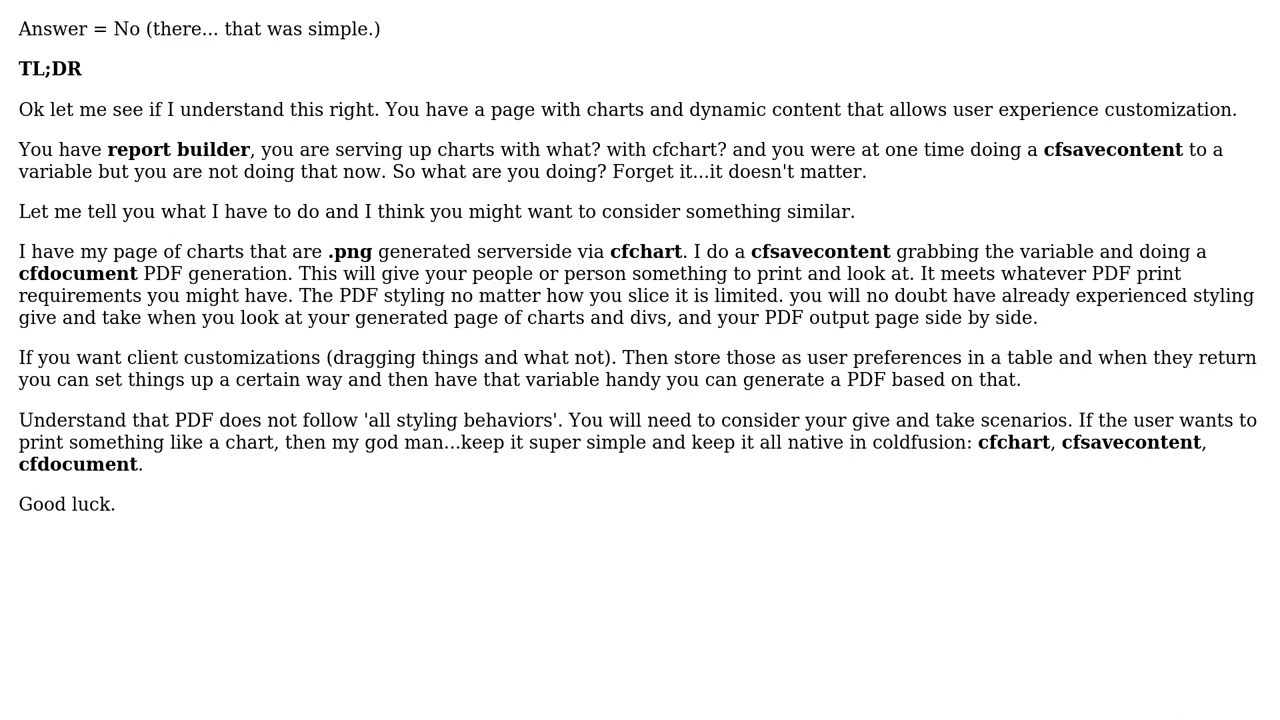 Answer = No (there... that was simple.)
TL;DR
Ok let me see if I understand this right. You have a page with charts and dynamic content that allows user experience customization.
You have report builder, you are serving up charts with what? with cfchart? and you were at one time doing a cfsavecontent to a
variable but you are not doing that now. So what are you doing? Forget it...it doesn't matter.
Let me tell you what I have to do and I think you might want to consider something similar.
I have my page of charts that are .png generated serverside via cfchart. I do a cfsavecontent grabbing the variable and doing a
cfdocument PDF generation. This will give your people or person something to print and look at. It meets whatever PDF print
requirements you might have. The PDF styling no matter how you slice it is limited. you will no doubt have already experienced styling
give and take when you look at your generated page of charts and divs, and your PDF output page side by side.
If you want client customizations (dragging things and what not). Then store those as user preferences in a table and when they return
you can set things up a certain way and then have that variable handy you can generate a PDF based on that.
Understand that PDF does not follow 'all styling behaviors'. You will need to consider your give and take scenarios. If the user wants to
print something like a chart, then my god man...keep it super simple and keep it all native in coldfusion: cfchart, cfsavecontent,
cfdocument.
Good luck.